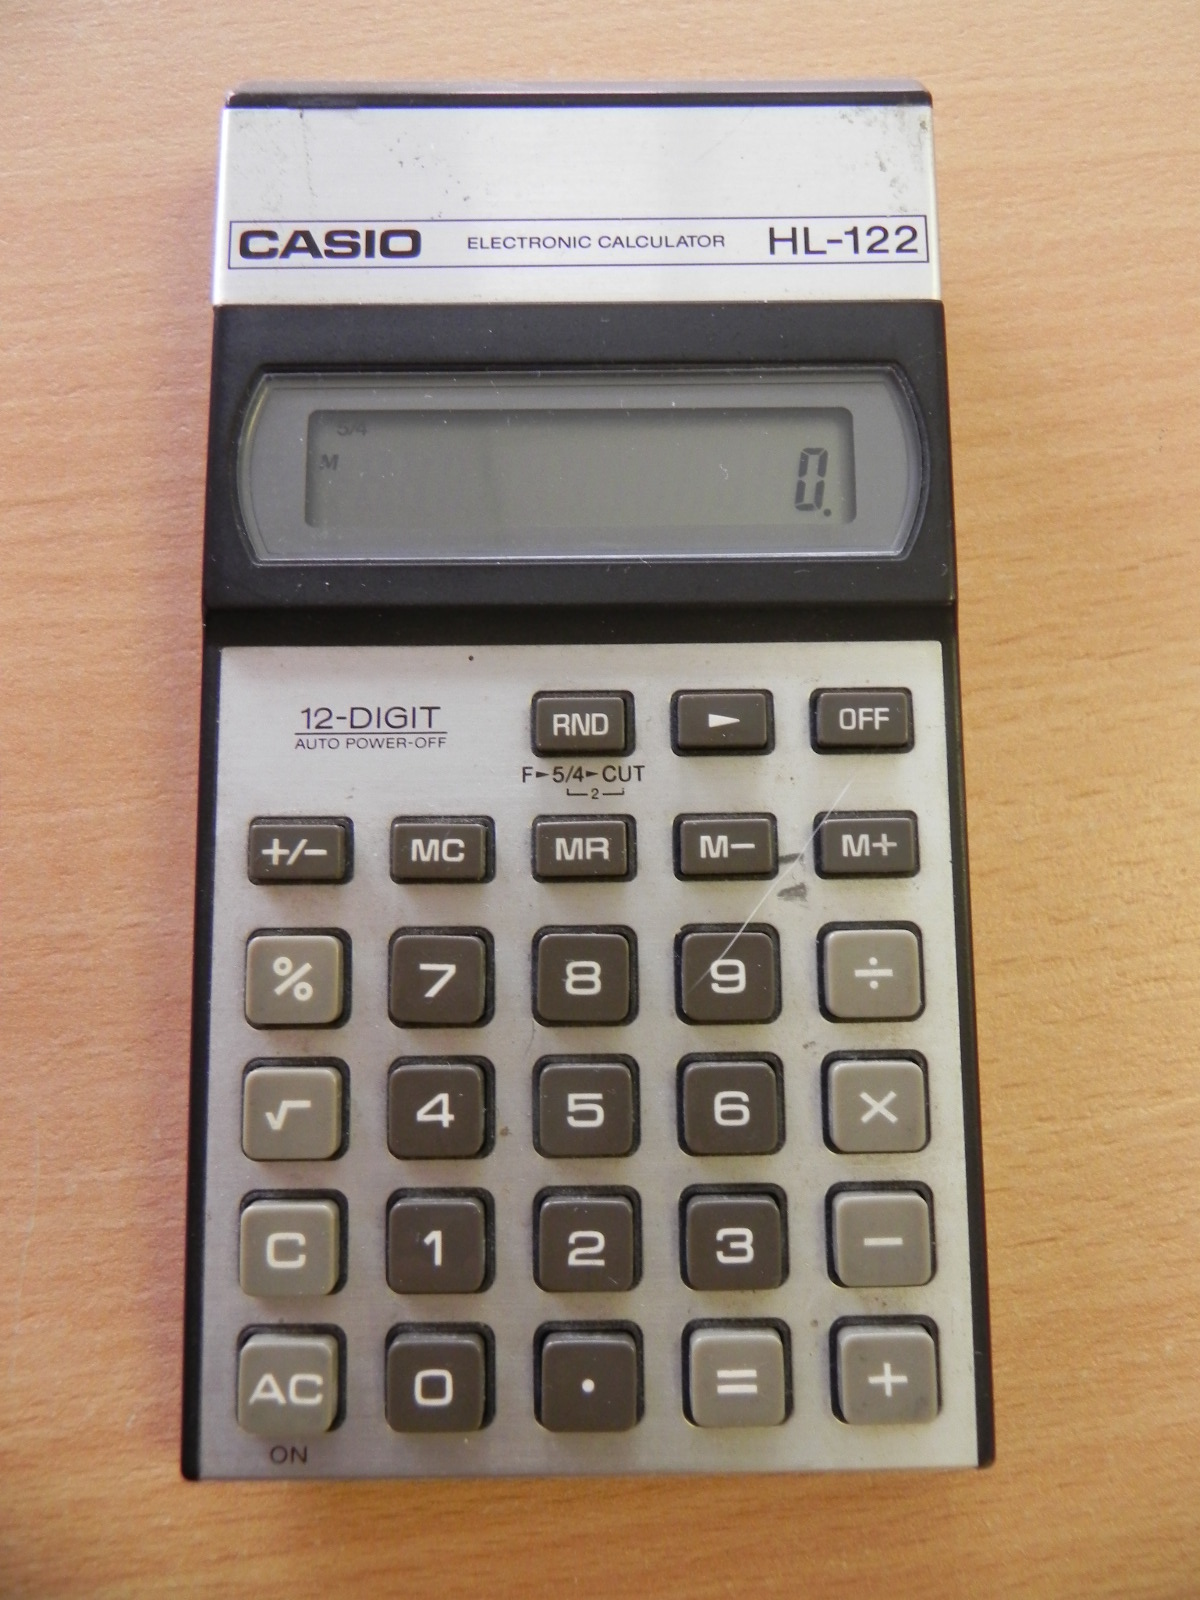 CASIO ELECTRONIC CALCULATOR HL-122
5/4
M
0.
12-DIGIT
AUTO POWER-OFF
RND ► OFF
F►5/4►CUT
2
+/− MC MR M− M+
% 7 8 9 ÷
√ 4 5 6 ×
C 1 2 3 −
AC 0 . = +
ON